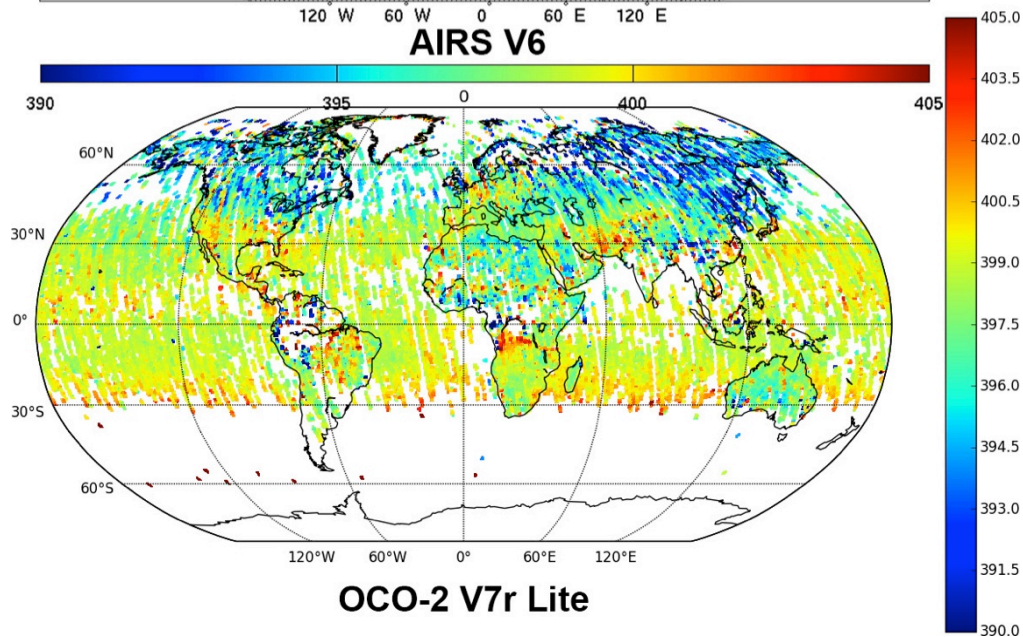 120 W 60 W 0 60 E 120 E
AIRS V6
390 395 0 400 405
60°N
30°N
0°
30°S
60°S
120°W 60°W 0° 60°E 120°E
OCO-2 V7r Lite
405.0
403.5
402.0
400.5
399.0
397.5
396.0
394.5
393.0
391.5
390.0